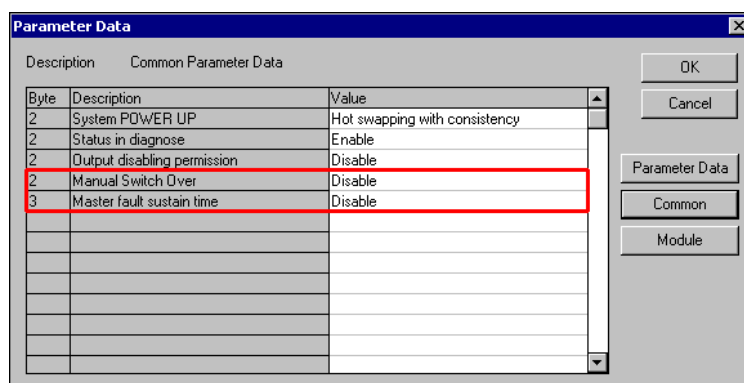 Parameter Data
Description Common Parameter Data
OK
Cancel
Byte Description Value
2 System POWER UP Hot swapping with consistency
2 Status in diagnose Enable
2 Output disabling permission Disable
2 Manual Switch Over Disable
3 Master fault sustain time Disable
Parameter Data
Common
Module